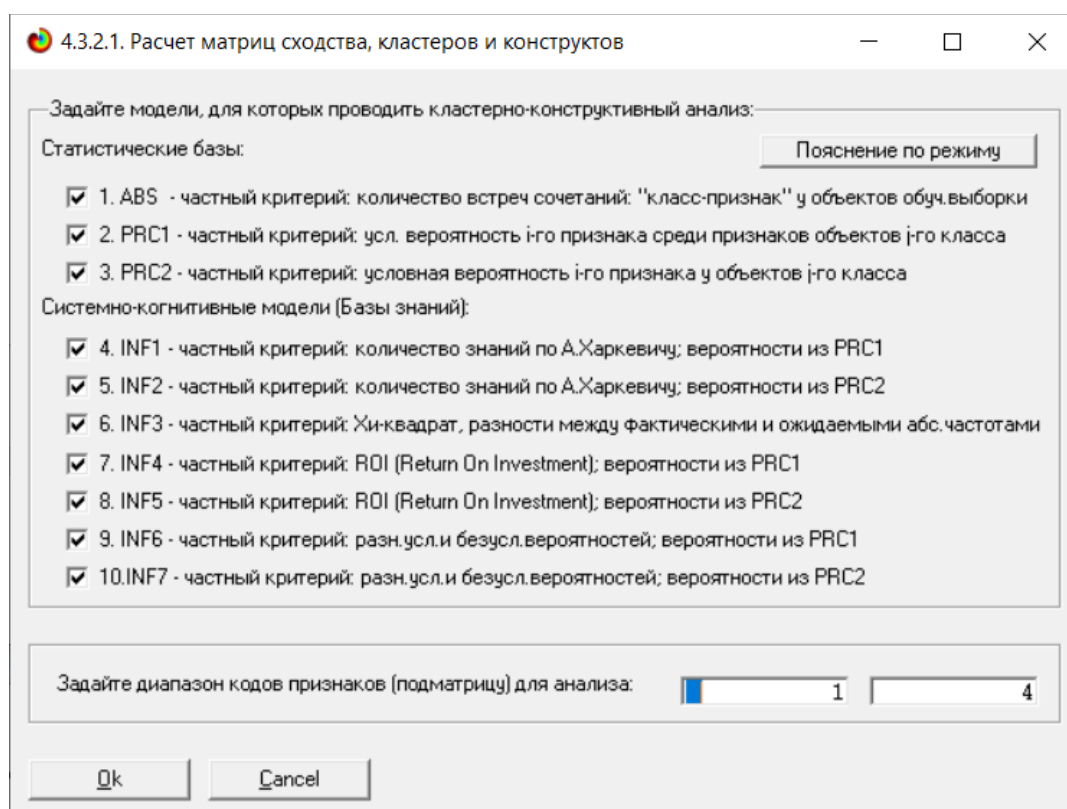 4.3.2.1. Расчет матриц сходства, кластеров и конструктов
Задайте модели, для которых проводить кластерно-конструктивный анализ:
Статистические базы:
Пояснение по режиму
1. ABS - частный критерий: количество встреч сочетаний: "класс-признак" у объектов обуч.выборки
2. PRC1 - частный критерий: усл. вероятность i-го признака среди признаков объектов j-го класса
3. PRC2 - частный критерий: условная вероятность i-го признака у объектов j-го класса
Системно-когнитивные модели (Базы знаний):
4. INF1 - частный критерий: количество знаний по А.Харкевичу; вероятности из PRC1
5. INF2 - частный критерий: количество знаний по А.Харкевичу; вероятности из PRC2
6. INF3 - частный критерий: Хи-квадрат, разности между фактическими и ожидаемыми абс.частотами
7. INF4 - частный критерий: ROI (Return On Investment); вероятности из PRC1
8. INF5 - частный критерий: ROI (Return On Investment); вероятности из PRC2
9. INF6 - частный критерий: разн.усл.и безусл.вероятностей; вероятности из PRC1
10.INF7 - частный критерий: разн.усл.и безусл.вероятностей; вероятности из PRC2
Задайте диапазон кодов признаков (подматрицу) для анализа: 1 4
Ok Cancel